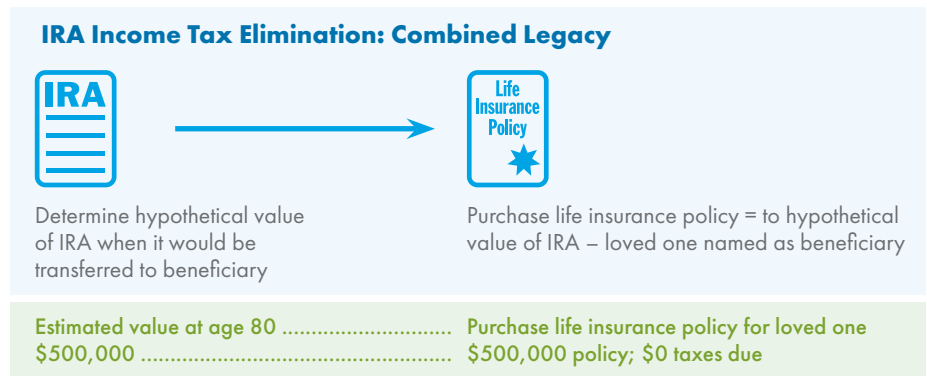 IRA Income Tax Elimination: Combined Legacy
IRA
Life
Insurance
Policy
Determine hypothetical value
of IRA when it would be
transferred to beneficiary
Purchase life insurance policy = to hypothetical
value of IRA – loved one named as beneficiary
Estimated value at age 80 ............................. Purchase life insurance policy for loved one
$500,000 ..................................................... $500,000 policy; $0 taxes due